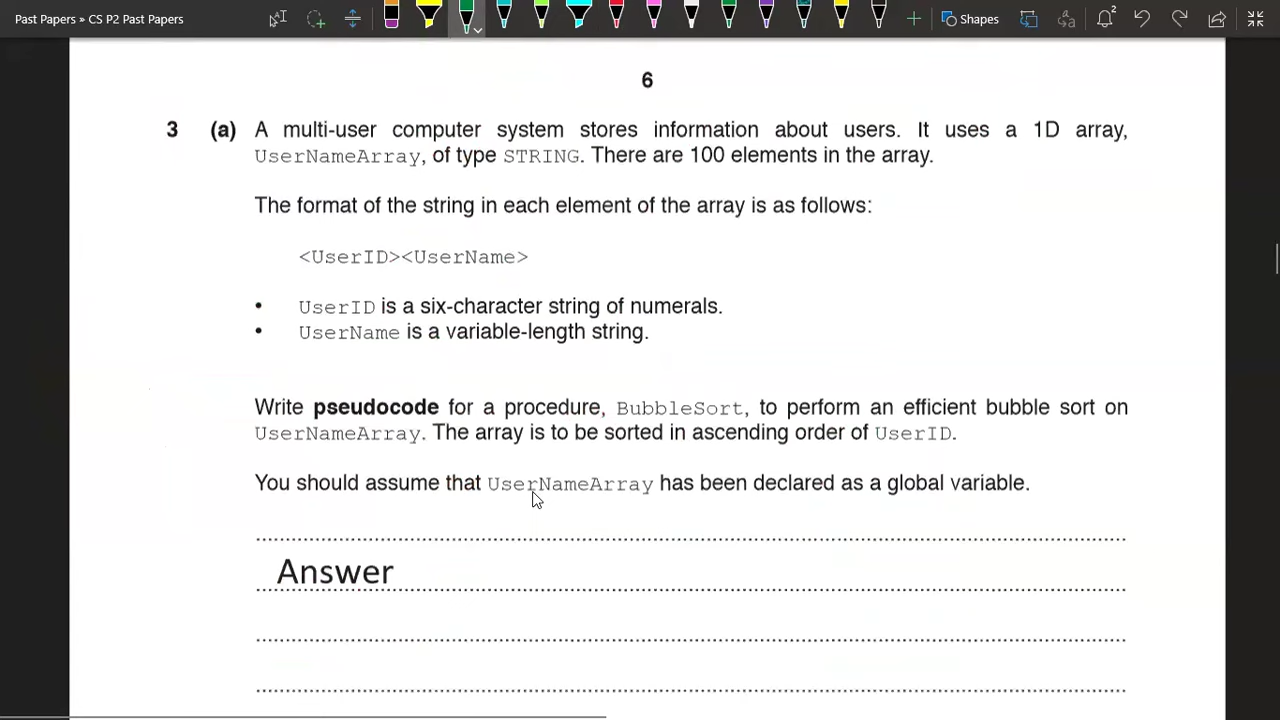 Past Papers » CS P2 Past Papers
Shapes
2
6
3 (a) A multi-user computer system stores information about users. It uses a 1D array,
UserNameArray, of type STRING. There are 100 elements in the array.
The format of the string in each element of the array is as follows:
<UserID><UserName>
• UserID is a six-character string of numerals.
• UserName is a variable-length string.
Write pseudocode for a procedure, BubbleSort, to perform an efficient bubble sort on
UserNameArray. The array is to be sorted in ascending order of UserID.
You should assume that UserNameArray has been declared as a global variable.
Answer